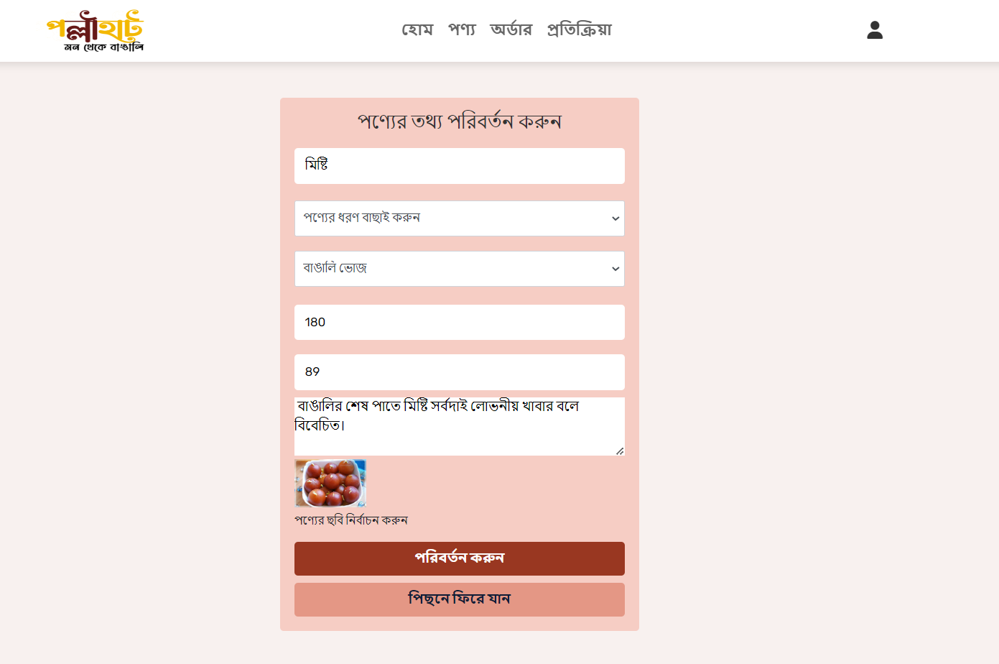 পল্লীহাট
মন থেকে বাঙালি
হোম পণ্য অর্ডার প্রতিক্রিয়া
পণ্যের তথ্য পরিবর্তন করুন
মিষ্টি
পণ্যের ধরণ বাছাই করুন
বাঙালি ভোজ
180
89
বাঙালির শেষ পাতে মিষ্টি সর্বদাই লোভনীয় খাবার বলে
বিবেচিত।
পণ্যের ছবি নির্বাচন করুন
পরিবর্তন করুন
পিছনে ফিরে যান